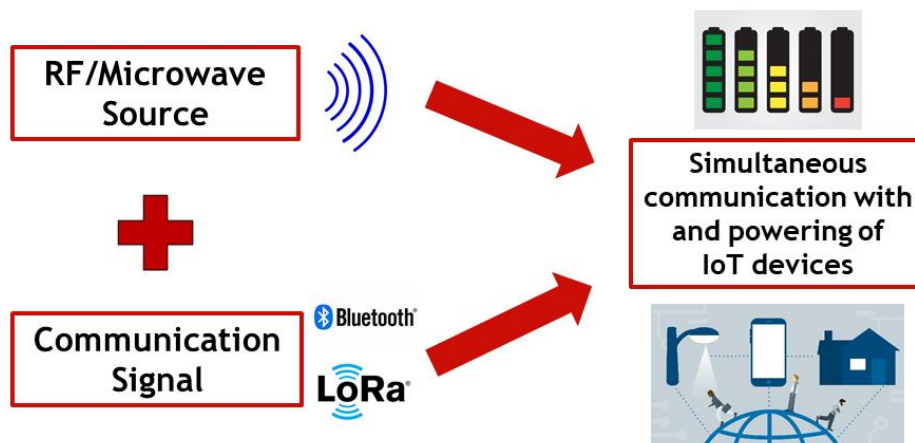 RF/Microwave
Source
Communication
Signal
Bluetooth®
LoRa®
Simultaneous
communication with
and powering of
IoT devices